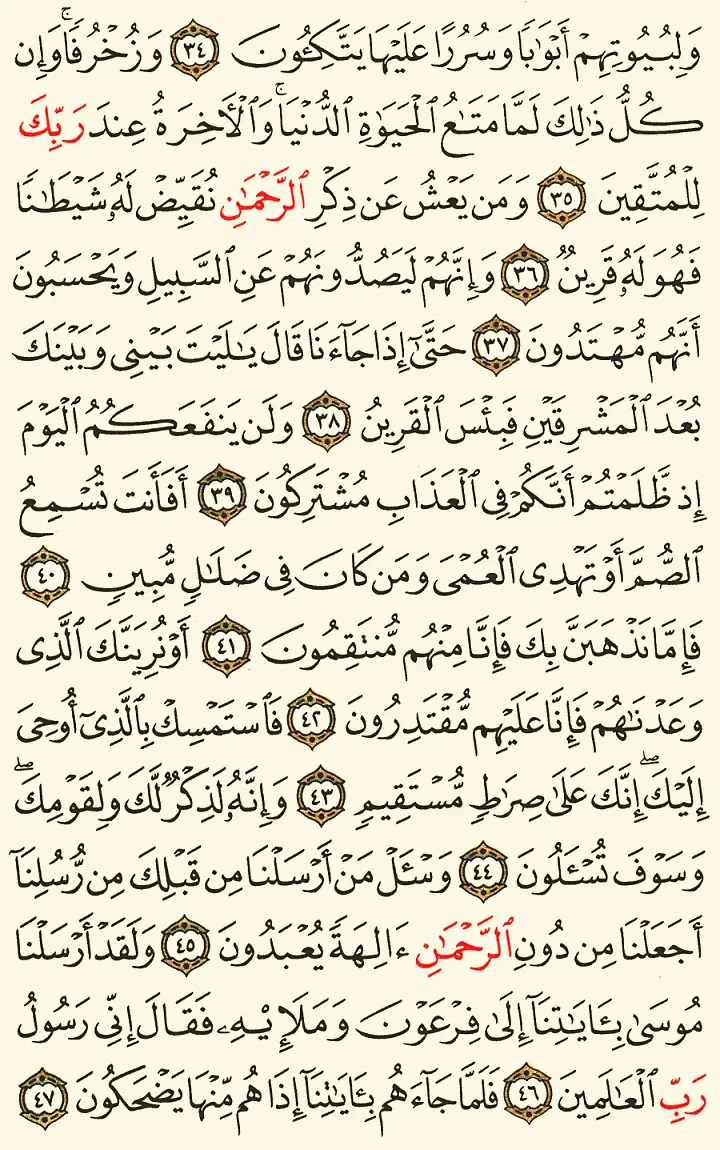 وَلِبُيُوتِهِمْ أَبْوَٰبًا وَسُرُرًا عَلَيْهَا يَتَّكِـُٔونَ ٣٤ وَزُخْرُفًا ۚ وَإِن
كُلُّ ذَٰلِكَ لَمَّا مَتَـٰعُ ٱلْحَيَوٰةِ ٱلدُّنْيَا ۚ وَٱلْـَٔاخِرَةُ عِندَ رَبِّكَ
لِلْمُتَّقِينَ ٣٥ وَمَن يَعْشُ عَن ذِكْرِ ٱلرَّحْمَـٰنِ نُقَيِّضْ لَهُۥ شَيْطَـٰنًا
فَهُوَ لَهُۥ قَرِينٌ ٣٦ وَإِنَّهُمْ لَيَصُدُّونَهُمْ عَنِ ٱلسَّبِيلِ وَيَحْسَبُونَ
أَنَّهُم مُّهْتَدُونَ ٣٧ حَتَّىٰٓ إِذَا جَآءَنَا قَالَ يَـٰلَيْتَ بَيْنِى وَبَيْنَكَ
بُعْدَ ٱلْمَشْرِقَيْنِ فَبِئْسَ ٱلْقَرِينُ ٣٨ وَلَن يَنفَعَكُمُ ٱلْيَوْمَ
إِذ ظَّلَمْتُمْ أَنَّكُمْ فِى ٱلْعَذَابِ مُشْتَرِكُونَ ٣٩ أَفَأَنتَ تُسْمِعُ
ٱلصُّمَّ أَوْ تَهْدِى ٱلْعُمْىَ وَمَن كَانَ فِى ضَلَـٰلٍ مُّبِينٍ ٤٠
فَإِمَّا نَذْهَبَنَّ بِكَ فَإِنَّا مِنْهُم مُّنتَقِمُونَ ٤١ أَوْ نُرِيَنَّكَ ٱلَّذِى
وَعَدْنَـٰهُمْ فَإِنَّا عَلَيْهِم مُّقْتَدِرُونَ ٤٢ فَٱسْتَمْسِكْ بِٱلَّذِىٓ أُوحِىَ
إِلَيْكَ ۖ إِنَّكَ عَلَىٰ صِرَٰطٍ مُّسْتَقِيمٍ ٤٣ وَإِنَّهُۥ لَذِكْرٌ لَّكَ وَلِقَوْمِكَ ۖ
وَسَوْفَ تُسْـَٔلُونَ ٤٤ وَسْـَٔلْ مَنْ أَرْسَلْنَا مِن قَبْلِكَ مِن رُّسُلِنَآ
أَجَعَلْنَا مِن دُونِ ٱلرَّحْمَـٰنِ ءَالِهَةً يُعْبَدُونَ ٤٥ وَلَقَدْ أَرْسَلْنَا
مُوسَىٰ بِـَٔايَـٰتِنَآ إِلَىٰ فِرْعَوْنَ وَمَلَإِي۟هِۦ فَقَالَ إِنِّى رَسُولُ
رَبِّ ٱلْعَـٰلَمِينَ ٤٦ فَلَمَّا جَآءَهُم بِـَٔايَـٰتِنَآ إِذَا هُم مِّنْهَا يَضْحَكُونَ ٤٧